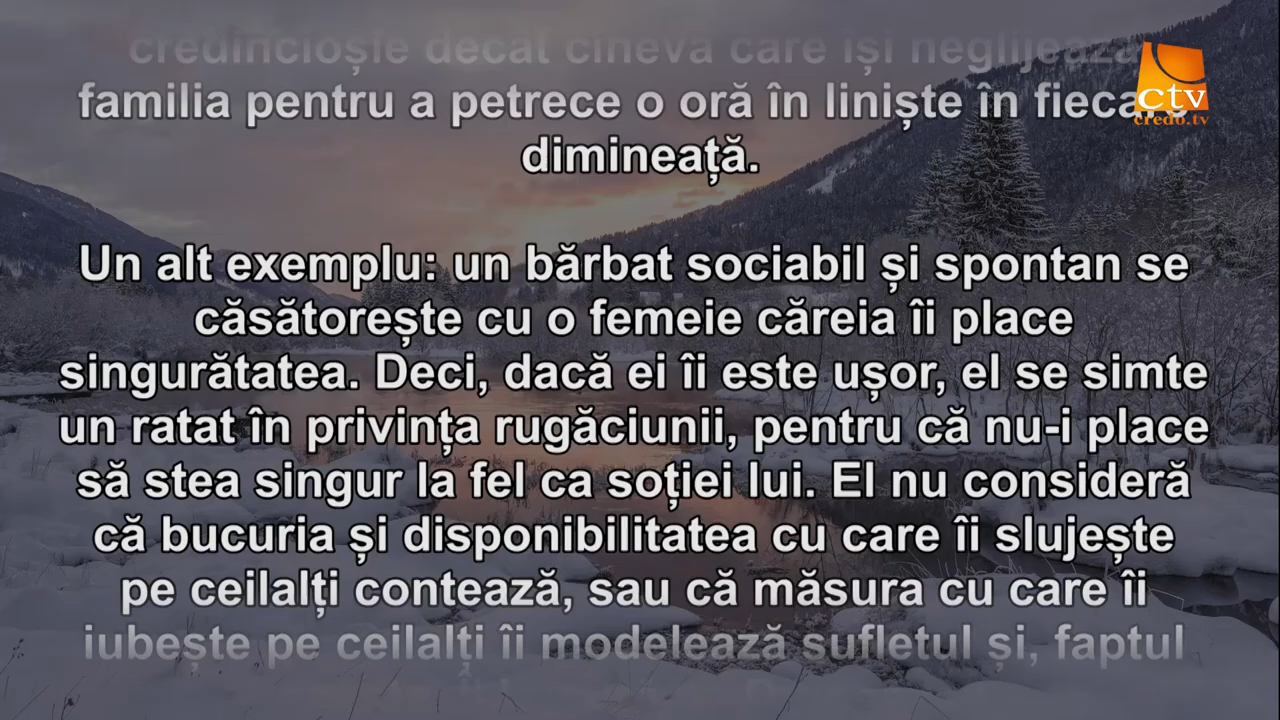 credincioșie decât cineva care își neglijează
familia pentru a petrece o oră în liniște în fiecare
dimineață.
Un alt exemplu: un bărbat sociabil și spontan se
căsătorește cu o femeie căreia îi place
singurătatea. Deci, dacă ei îi este ușor, el se simte
un ratat în privința rugăciunii, pentru că nu-i place
să stea singur la fel ca soției lui. El nu consideră
că bucuria și disponibilitatea cu care îi slujește
pe ceilalți contează, sau că măsura cu care îi
iubește pe ceilalți îi modelează sufletul și, faptul
ctv
credo.tv